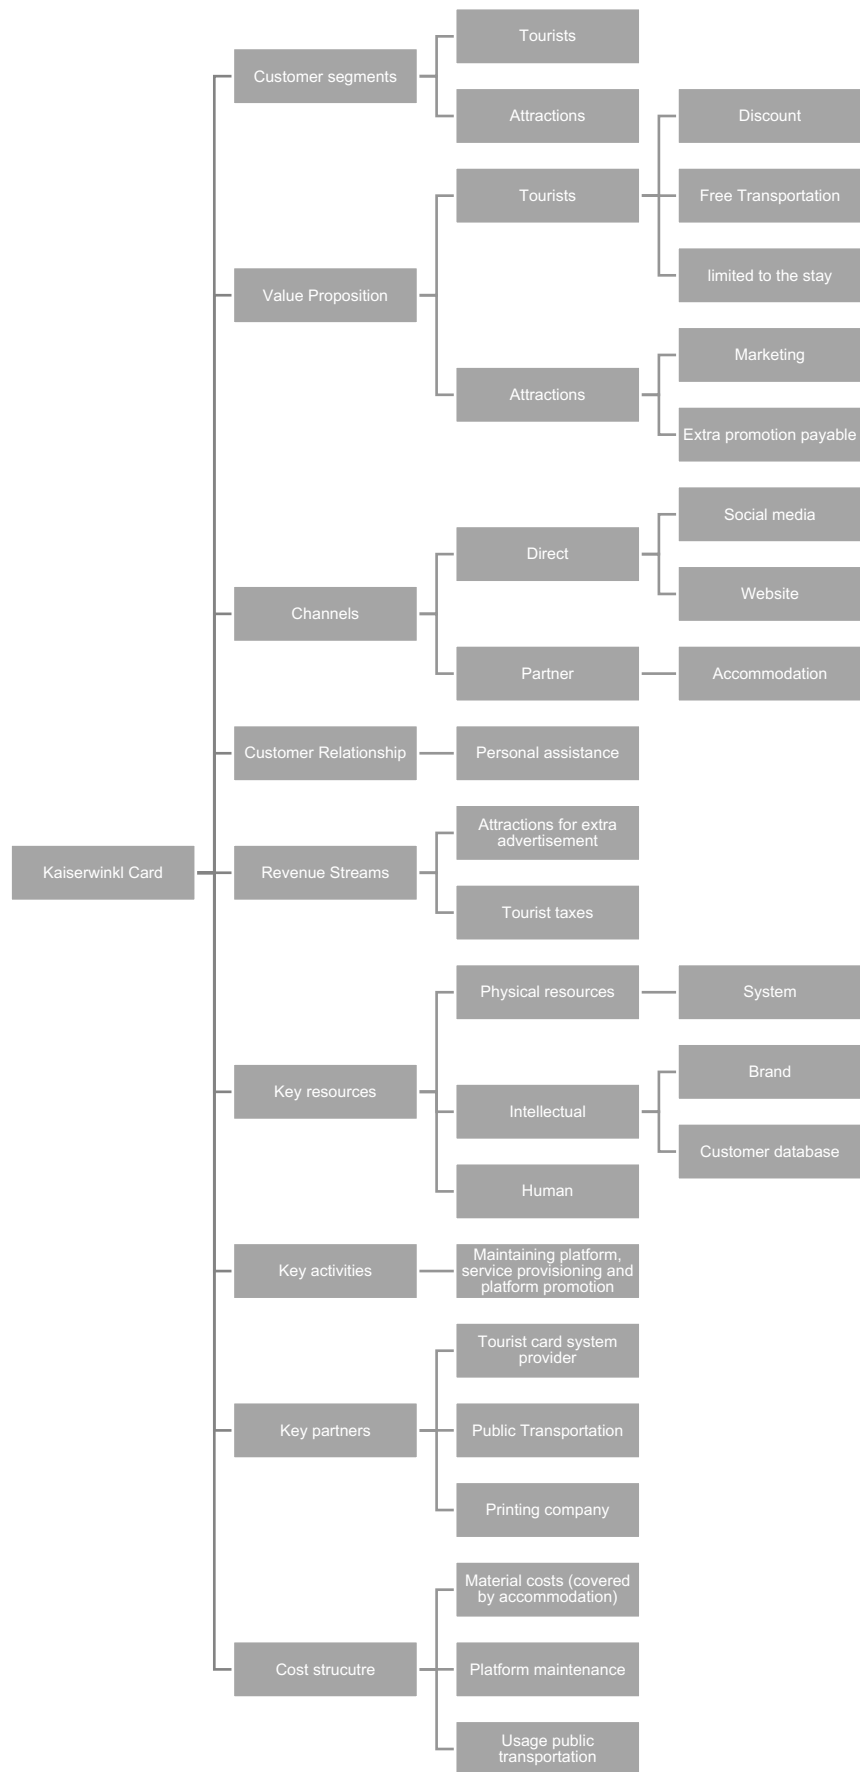 Tourists
Customer segments
Attractions
Discount
Tourists
Free Transportation
limited to the stay
Value Proposition
Marketing
Attractions
Extra promotion payable
Social media
Direct
Website
Channels
Partner
Accommodation
Customer Relationship
Personal assistance
Attractions for extra
advertisement
Kaiserwinkl Card
Revenue Streams
Tourist taxes
Physical resources
System
Brand
Key resources
Intellectual
Customer database
Human
Key activities
Maintaining platform,
service provisioning and
platform promotion
Tourist card system
provider
Key partners
Public Transportation
Printing company
Material costs (covered
by accommodation)
Cost strucutre
Platform maintenance
Usage public
transportation